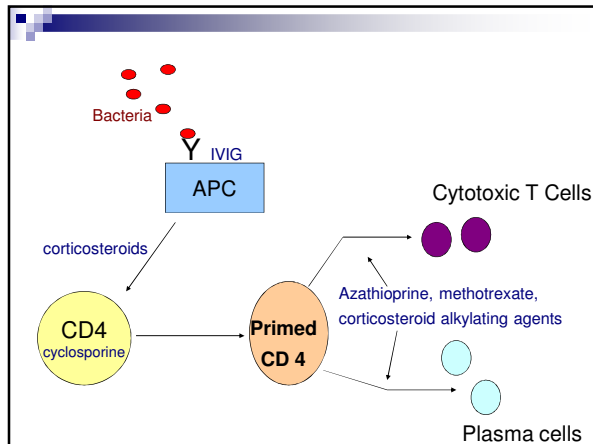 Bacteria
Y
IVIG
APC
Cytotoxic T Cells
corticosteroids
Azathioprine, methotrexate,
corticosteroid alkylating agents
CD4
cyclosporine
Primed
CD 4
Plasma cells